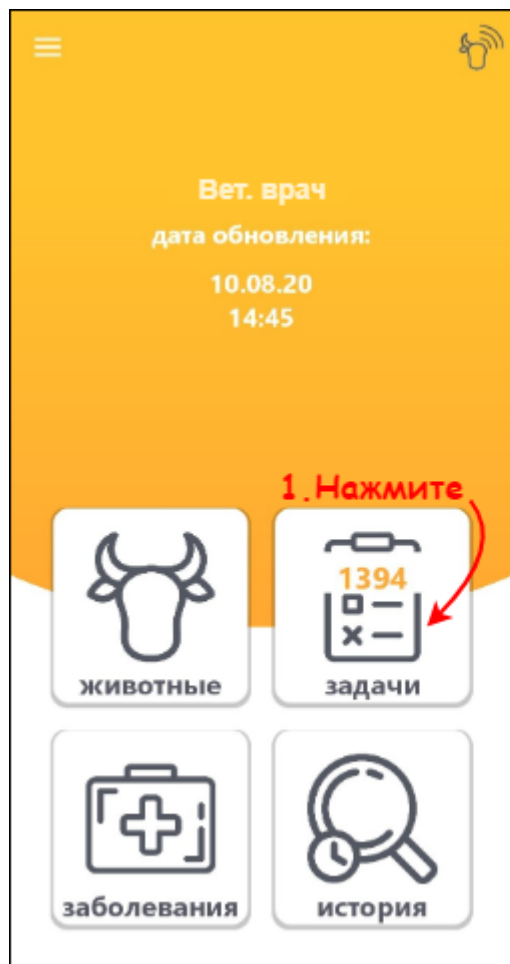 Вет. врач
дата обновления:
10.08.20
14:45
1.Нажмите
1394
животные
задачи
заболевания
история